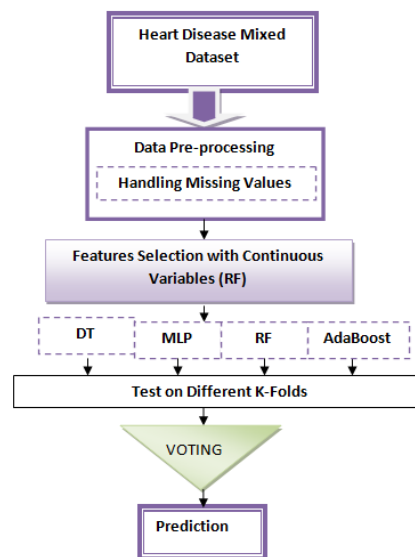 Heart Disease Mixed
Dataset
Data Pre-processing
Handling Missing Values
Features Selection with Continuous
Variables (RF)
DT
MLP
RF
AdaBoost
Test on Different K-Folds
VOTING
Prediction